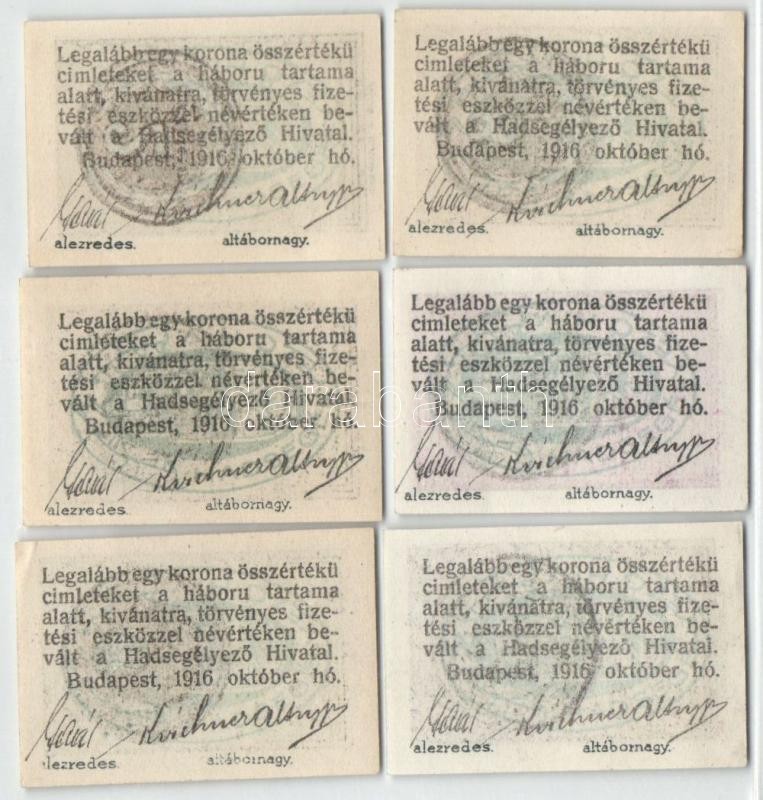 Legalább egy korona összértékü
cimleteket a háboru tartama
alatt, kivánatra, törvényes fize-
tési eszközzel névértéken be-
vált a Hadsegélyező Hivatal.
Budapest, 1916 október hó.
alezredes.
altábornagy.
Legalább egy korona összértékü
cimleteket a háboru tartama
alatt, kivánatra, törvényes fize-
tési eszközzel névértéken be-
vált a Hadsegélyező Hivatal.
Budapest, 1916 október hó.
alezredes.
altábornagy.
Legalább egy korona összértékü
cimleteket a háboru tartama
alatt, kivánatra, törvényes fize-
tési eszközzel névértéken be-
vált a Hadsegélyező Hivatal.
Budapest, 1916 október hó.
alezredes.
altábornagy.
Legalább egy korona összértékü
cimleteket a háboru tartama
alatt, kivánatra, törvényes fize-
tési eszközzel névértéken be-
vált a Hadsegélyező Hivatal.
Budapest, 1916 október hó.
alezredes.
altábornagy.
darabanth
Legalább egy korona összértékü
cimleteket a háboru tartama
alatt, kivánatra, törvényes fize-
tési eszközzel névértéken be-
vált a Hadsegélyező Hivatal.
Budapest, 1916 október hó.
alezredes.
altábornagy.
Legalább egy korona összértékü
cimleteket a háboru tartama
alatt, kivánatra, törvényes fize-
tési eszközzel névértéken be-
vált a Hadsegélyező Hivatal.
Budapest, 1916 október hó.
alezredes.
altábornagy.